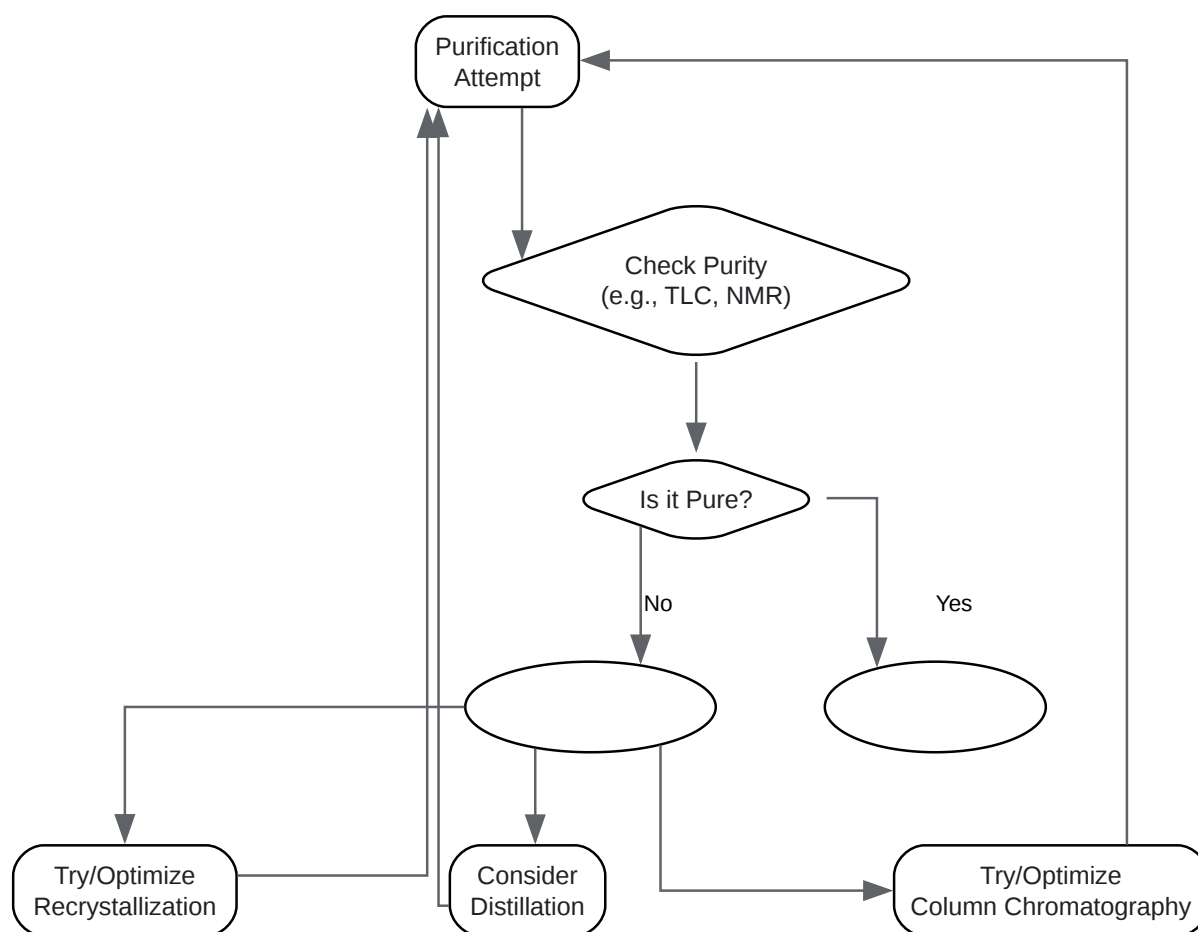 Purification
Attempt
Check Purity
(e.g., TLC, NMR)
Is it Pure?
No
Yes
Try/Optimize
Recrystallization
Consider
Distillation
Try/Optimize
Column Chromatography